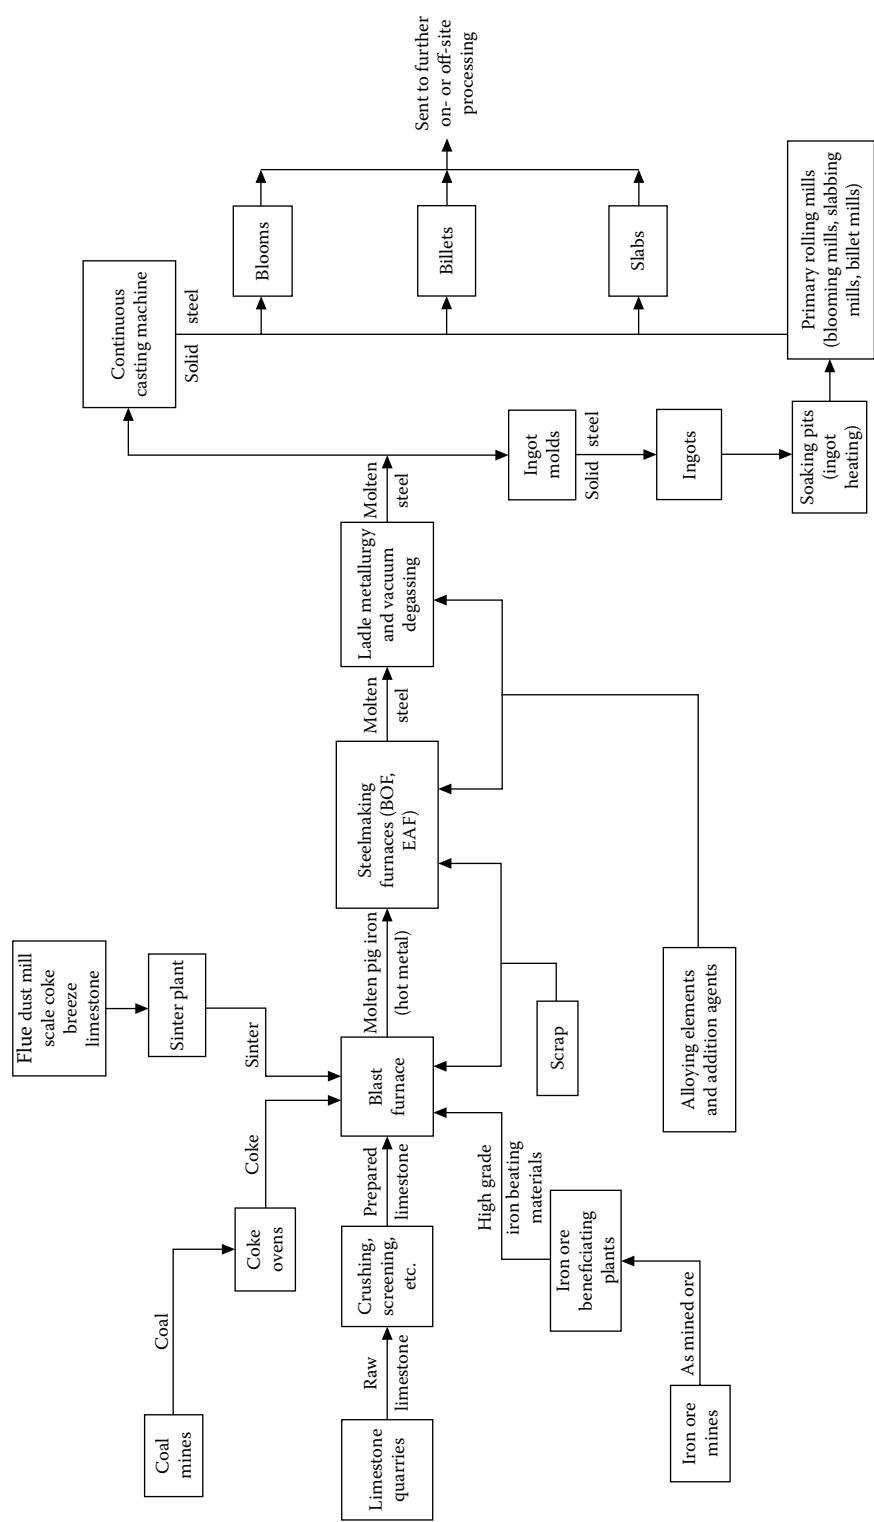 Coal
mines
Coal
Coke
ovens
Coke
Flue dust mill
scale coke
breeze
limestone
Sinter plant
Sinter
Limestone
quarries
Raw
limestone
Crushing,
screening,
etc.
Prepared
limestone
Blast
furnace
Molten pig iron
(hot metal)
Steelmaking
furnaces (BOF,
EAF)
Molten
steel
Ladle metallurgy
and vacuum
degassing
Molten
steel
Iron ore
mines
As mined ore
Iron ore
beneficiating
plants
High grade
iron beating
materials
Scrap
Alloying elements
and addition agents
Continuous
casting machine
Solid steel
Ingot
molds
Solid steel
Ingots
Soaking pits
(ingot
heating)
Primary rolling mills
(blooming mills, slabbing
mills, billet mills)
Blooms
Billets
Slabs
Sent to further
on- or off-site
processing